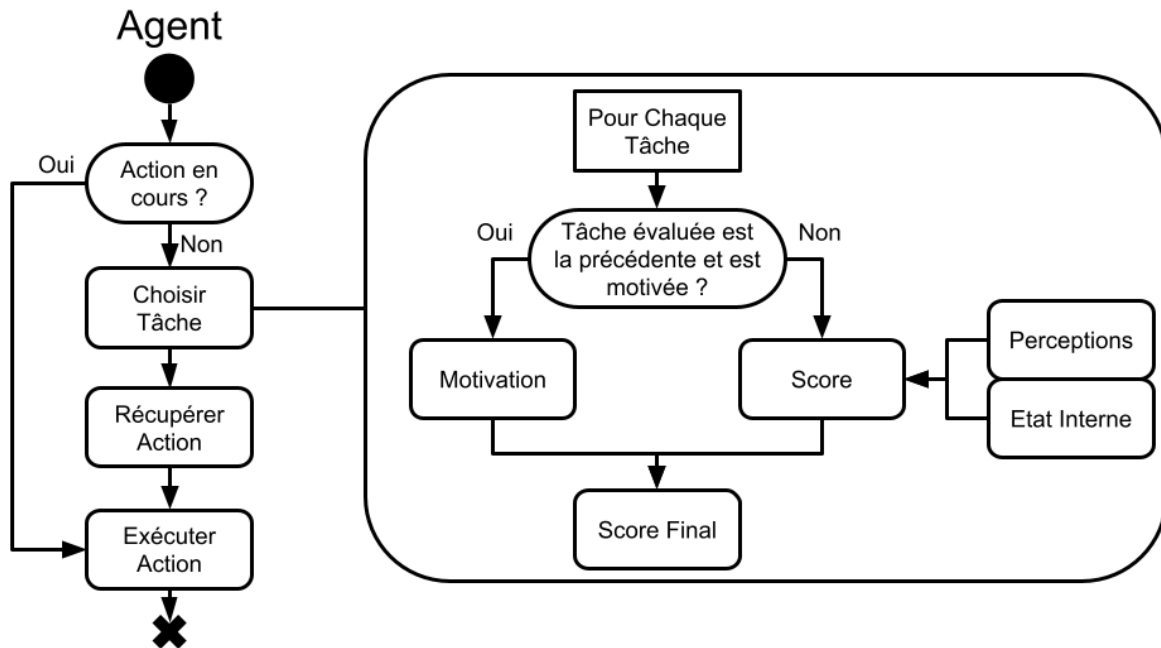 Agent
Oui
Action en
cours ?
Non
Choisir
Tâche
Récupérer
Action
Exécuter
Action
Pour Chaque
Tâche
Oui
Tâche évaluée est
la précédente et est
motivée ?
Non
Motivation
Score
Perceptions
Etat Interne
Score Final